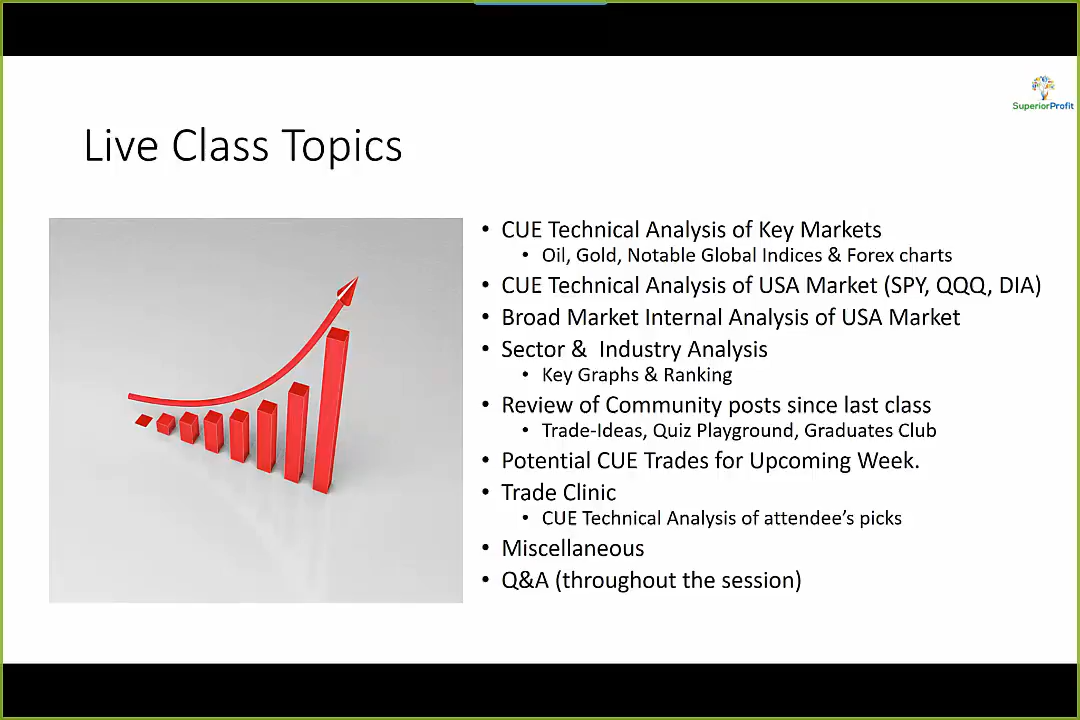 SuperiorProfit
Live Class Topics
• CUE Technical Analysis of Key Markets
• Oil, Gold, Notable Global Indices & Forex charts
• CUE Technical Analysis of USA Market (SPY, QQQ, DIA)
• Broad Market Internal Analysis of USA Market
• Sector & Industry Analysis
• Key Graphs & Ranking
• Review of Community posts since last class
• Trade-Ideas, Quiz Playground, Graduates Club
• Potential CUE Trades for Upcoming Week.
• Trade Clinic
• CUE Technical Analysis of attendee’s picks
• Miscellaneous
• Q&A (throughout the session)